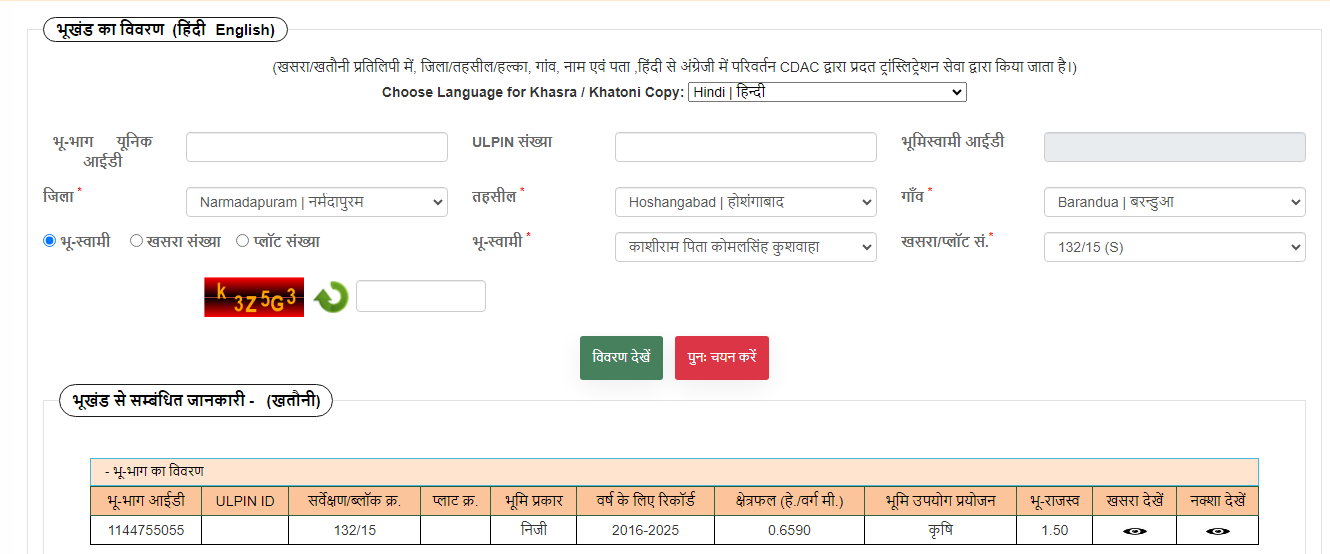 भूखंड का विवरण (हिंदी English)
(खसरा/खतौनी प्रतिलिपी में, जिला/तहसील/हल्का, गांव, नाम एवं पता ,हिंदी से अंग्रेजी में परिवर्तन CDAC द्वारा प्रदत ट्रांस्लिट्रेशन सेवा द्वारा किया जाता है।)
Choose Language for Khasra / Khatoni Copy: Hindi | हिन्दी
भू-भाग यूनिक आईडी
ULPIN संख्या
भूमिस्वामी आईडी
जिला * Narmadapuram | नर्मदापुरम
तहसील * Hoshangabad | होशंगाबाद
गाँव * Barandua | बरन्डुआ
भू-स्वामी खसरा संख्या प्लॉट संख्या
भू-स्वामी * काशीराम पिता कोमलसिंह कुशवाहा
खसरा/प्लॉट सं.* 132/15 (S)
k3Z5G3
विवरण देखें पुनः चयन करें
भूखंड से सम्बंधित जानकारी - (खतौनी)
- भू-भाग का विवरण
भू-भाग आईडी ULPIN ID सर्वेक्षण/ब्लॉक क्र. प्लाट क्र. भूमि प्रकार वर्ष के लिए रिकॉर्ड क्षेत्रफल (हे./वर्ग मी.) भूमि उपयोग प्रयोजन भू-राजस्व खसरा देखें नक्शा देखें
1144755055 132/15 निजी 2016-2025 0.6590 कृषि 1.50